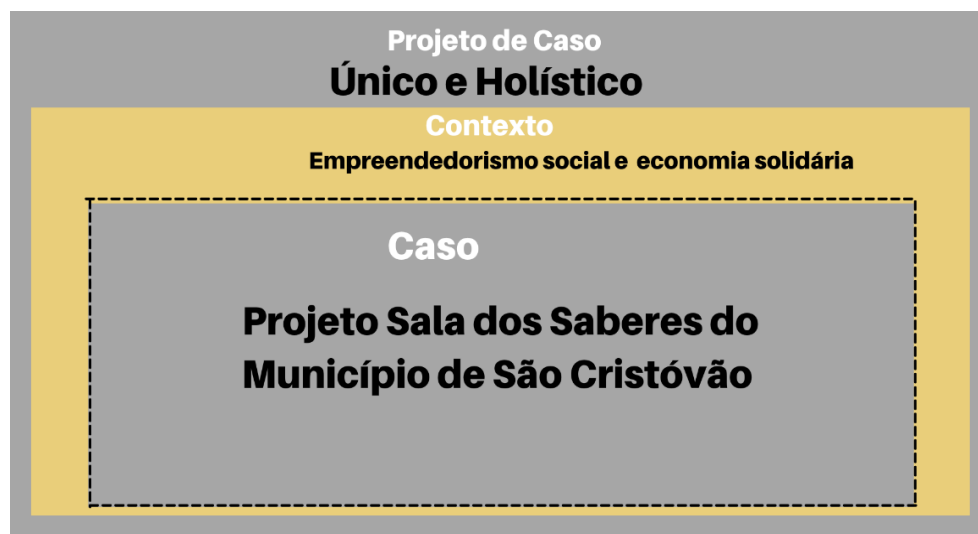 Projeto de Caso
Único e Holístico
Contexto
Empreendedorismo social e economia solidária
Caso
Projeto Sala dos Saberes do
Município de São Cristóvão